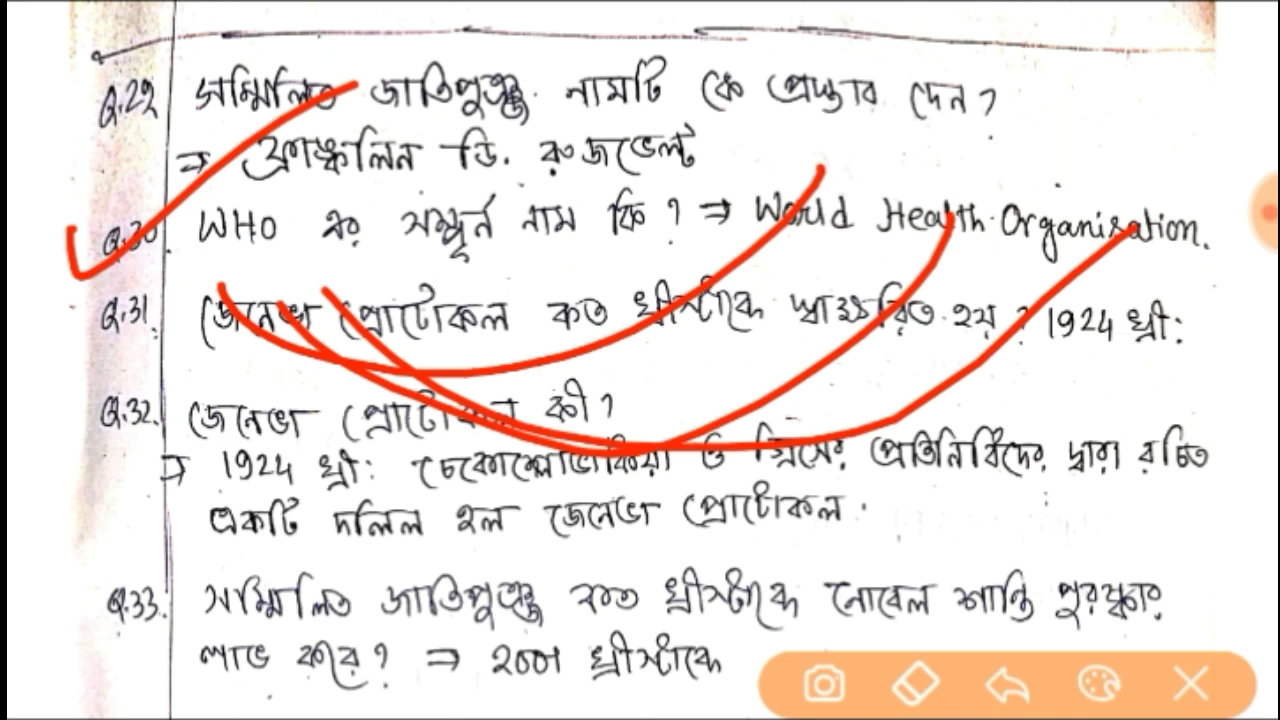 Q.29 সম্মিলিত জাতিপুঞ্জ নামটি কে প্রস্তাব দেন?
⇒ ফ্রাঙ্কলিন ডি. রুজভেল্ট
Q.30. WHO এর সম্পূর্ন নাম কি? ⇒ World Health Organisation.
Q.31. জেনেভা প্রোটোকল কত খ্রীস্টাব্দে স্বাক্ষরিত হয়? 1924 খ্রী:
Q.32. জেনেভা প্রোটোকল কী?
⇒ 1924 খ্রী: চেকোশ্লোভাকিয়া ও গ্রিসের প্রতিনিধিদের দ্বারা রচিত
একটি দলিল হল জেনেভা প্রোটোকল.
Q.33. সম্মিলিত জাতিপুঞ্জ কত খ্রীস্টাব্দে নোবেল শান্তি পুরস্কার
লাভ করে? ⇒ ২০০১ খ্রীস্টাব্দে